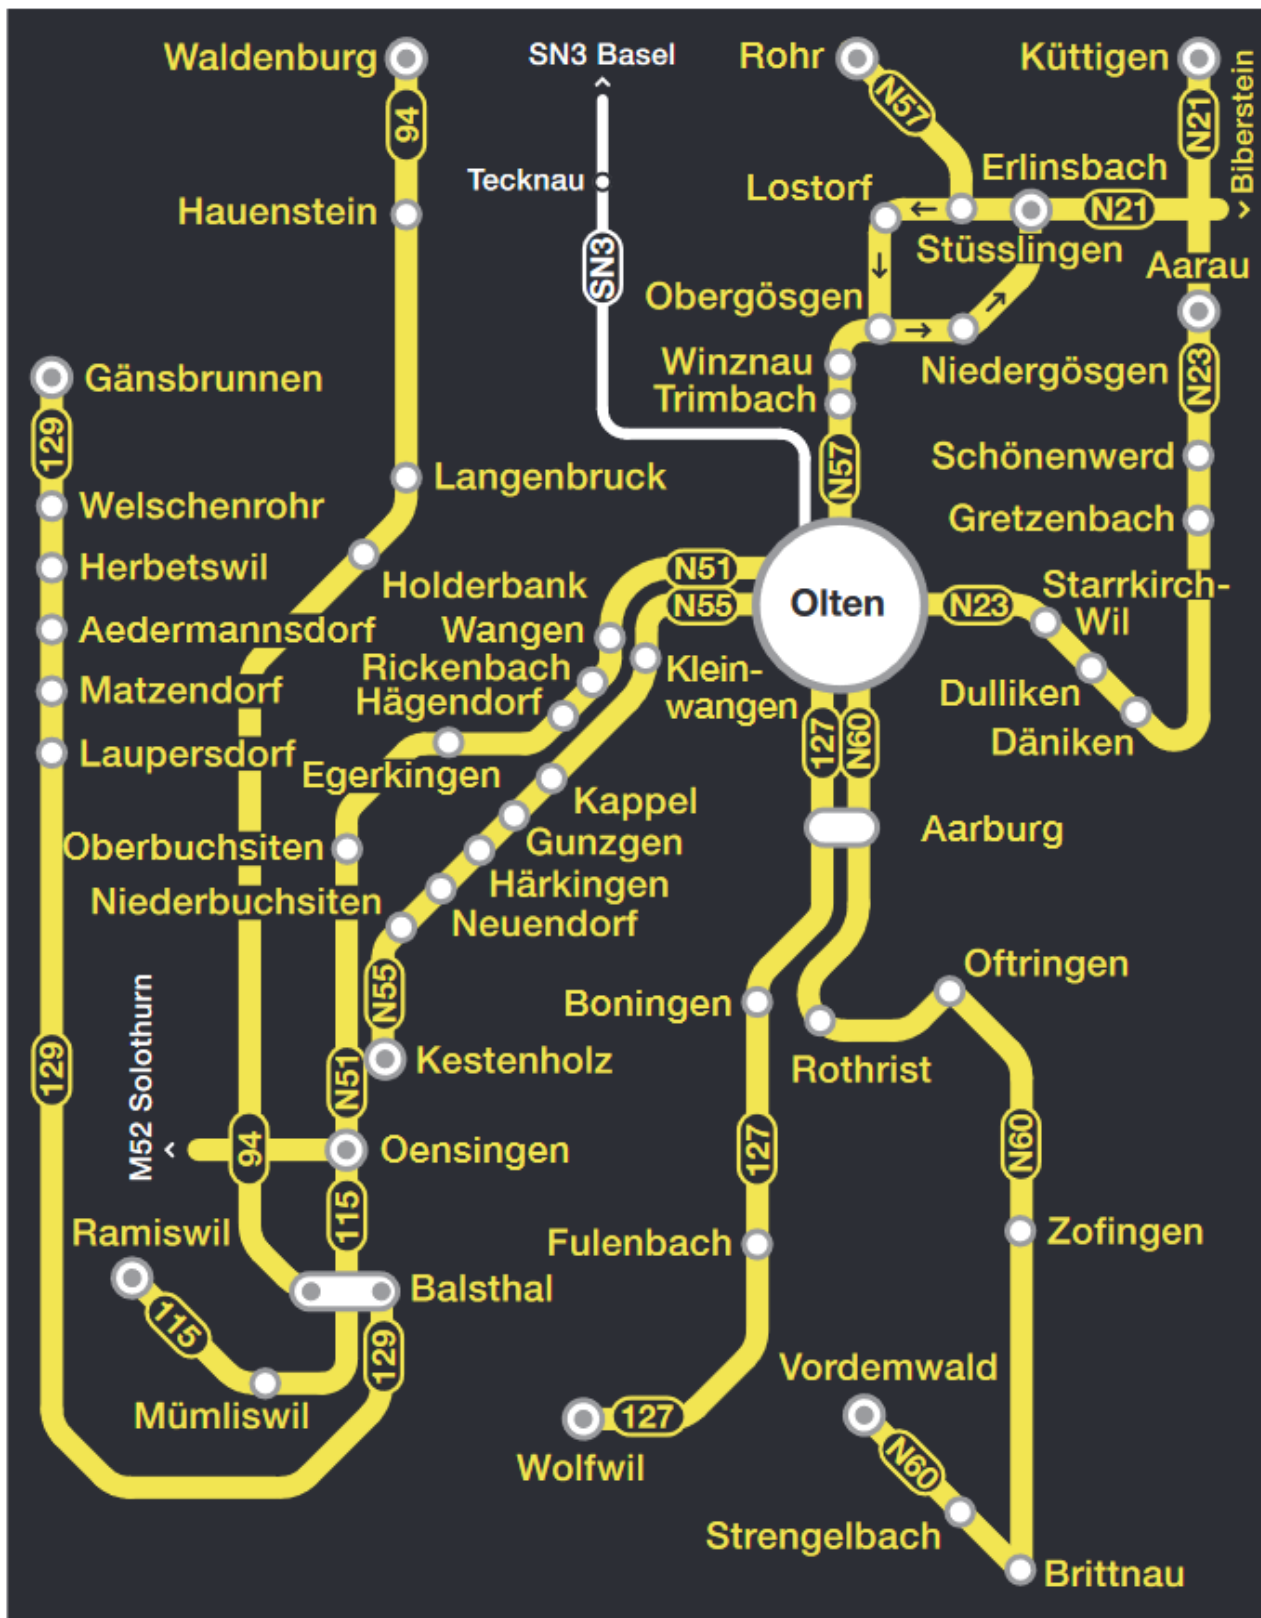 Waldenburg
SN3 Basel
Rohr
Küttigen
94
N57
N21
Biberstein
Tecknau
Erlinsbach
Lostorf
Hauenstein
N21
SN3
Stüsslingen
Aarau
Obergösgen
Winznau
Niedergösgen
N23
Gänsbrunnen
Trimbach
129
Schönenwerd
N57
Langenbruck
Welschenrohr
Gretzenbach
Herbetswil
N51
Holderbank
Starrkirch-
Wil
N55
Olten
N23
Aedermannsdorf
Wangen
Rickenbach
Klein-
wangen
Matzendorf
Hägendorf
Dulliken
127
N60
Däniken
Laupersdorf
Egerkingen
Kappel
Aarburg
Oberbuchsiten
Gunzgen
Härkingen
Niederbuchsiten
Neuendorf
Oftringen
N55
Boningen
M52 Solothurn
129
N51
Kestenholz
Rothrist
94
Oensingen
127
N60
115
Ramiswil
Fulenbach
Zofingen
Balsthal
115
129
Vordemwald
Mümliswil
127
Wolfwil
N60
Strengelbach
Brittnau